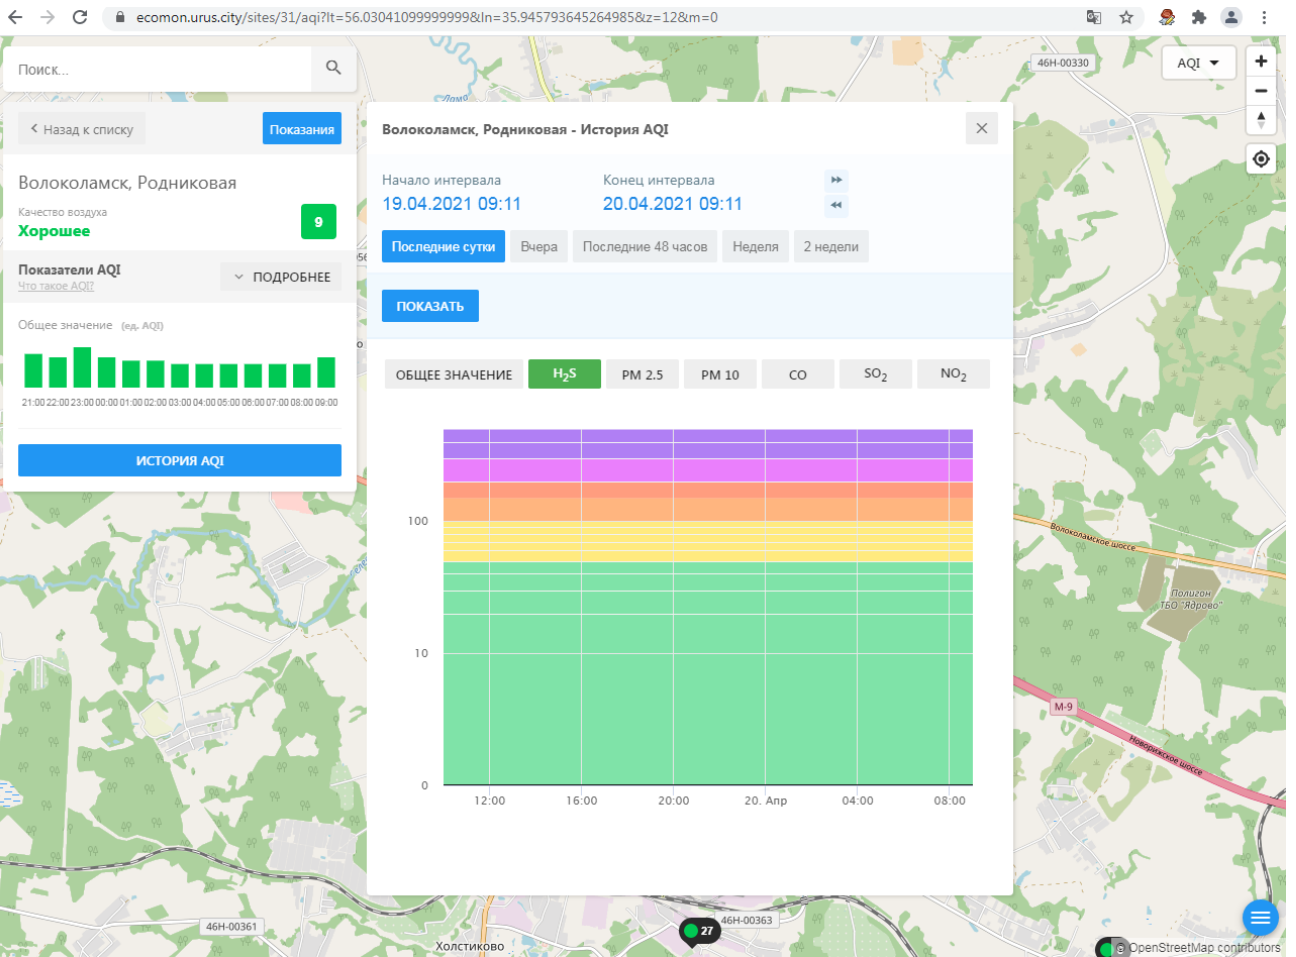 ecomon.urus.city/sites/31/aqi?lt=56.03041099999999&ln=35.945793645264985&z=12&m=0
Поиск...
46Н-00330
AQI
Лама
Назад к списку
Показания
Волоколамск, Родниковая - История AQI
Волоколамск, Родниковая
Качество воздуха
Хорошее
9
Начало интервала
Конец интервала
19.04.2021 09:11
20.04.2021 09:11
Последние сутки
Вчера
Последние 48 часов
Неделя
2 недели
Показатели AQI
Что такое AQI?
ПОДРОБНЕЕ
ПОКАЗАТЬ
Общее значение (ед. AQI)
21:00 22:00 23:00 00:00 01:00 02:00 03:00 04:00 05:00 06:00 07:00 08:00 09:00
ИСТОРИЯ AQI
ОБЩЕЕ ЗНАЧЕНИЕ
H2S
PM 2.5
PM 10
CO
SO2
NO2
100
10
0
12:00
16:00
20:00
20. Апр
04:00
08:00
Волоколамское шоссе
Полигон
ТБО "Ядрово"
М-9
Новорижское шоссе
46Н-00361
46Н-00363
27
Холстиково
© OpenStreetMap contributors